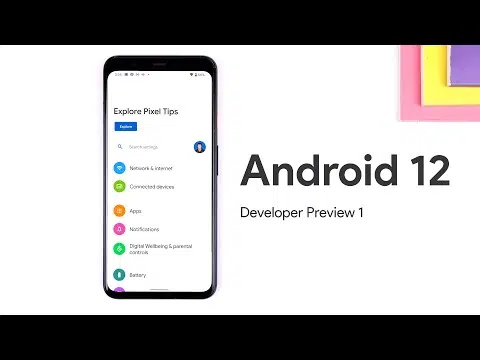 Explore Pixel Tips
Explore
Search settings
Network & internet
Connected devices
Apps
Notifications
Digital Wellbeing & parental
controls
Battery
Android 12
Developer Preview 1